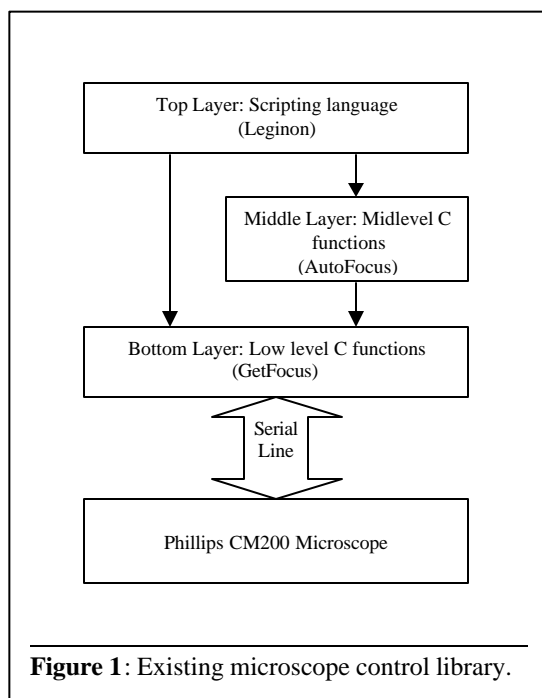 Top Layer: Scripting language
(Leginon)
Middle Layer: Midlevel C
functions
(AutoFocus)
Bottom Layer: Low level C functions
(GetFocus)
Serial
Line
Phillips CM200 Microscope
Figure 1: Existing microscope control library.